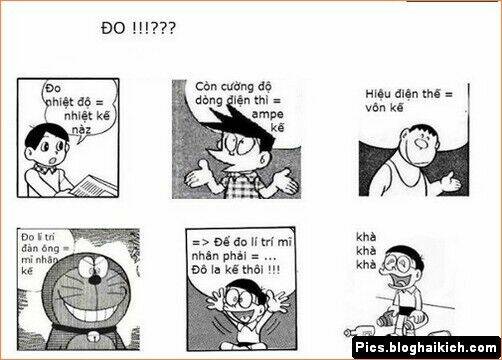 ĐO !!!???
Đo
nhiệt độ =
nhiệt kế
nàz
Còn cường độ
dòng điện thì =
ampe
kế
Hiệu điện thế =
vôn kế
Đo lí trí
đàn ông =
mĩ nhân
kế
=> Để đo lí trí mĩ
nhân phải = ...
Đô la kế thôi !!!
khà
khà
khà
Pics.bloghaikich.com